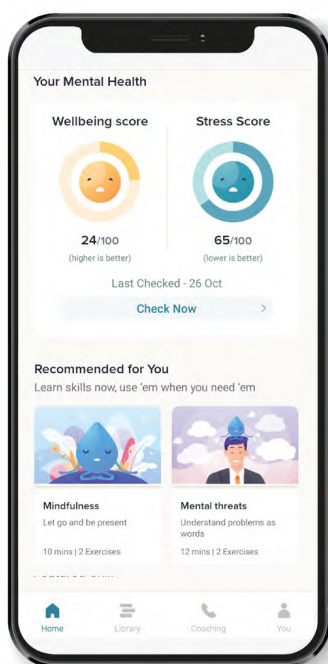 Your Mental Health
Wellbeing score
Stress Score
24/100
65/100
(higher is better)
(lower is better)
Last Checked - 26 Oct
Check Now
Recommended for You
Learn skills now, use 'em when you need 'em
Mindfulness
Mental threats
Let go and be present
Understand problems as
words
10 mins | 2 Exercises
12 mins | 2 Exercises
Home
Library
Coaching
You